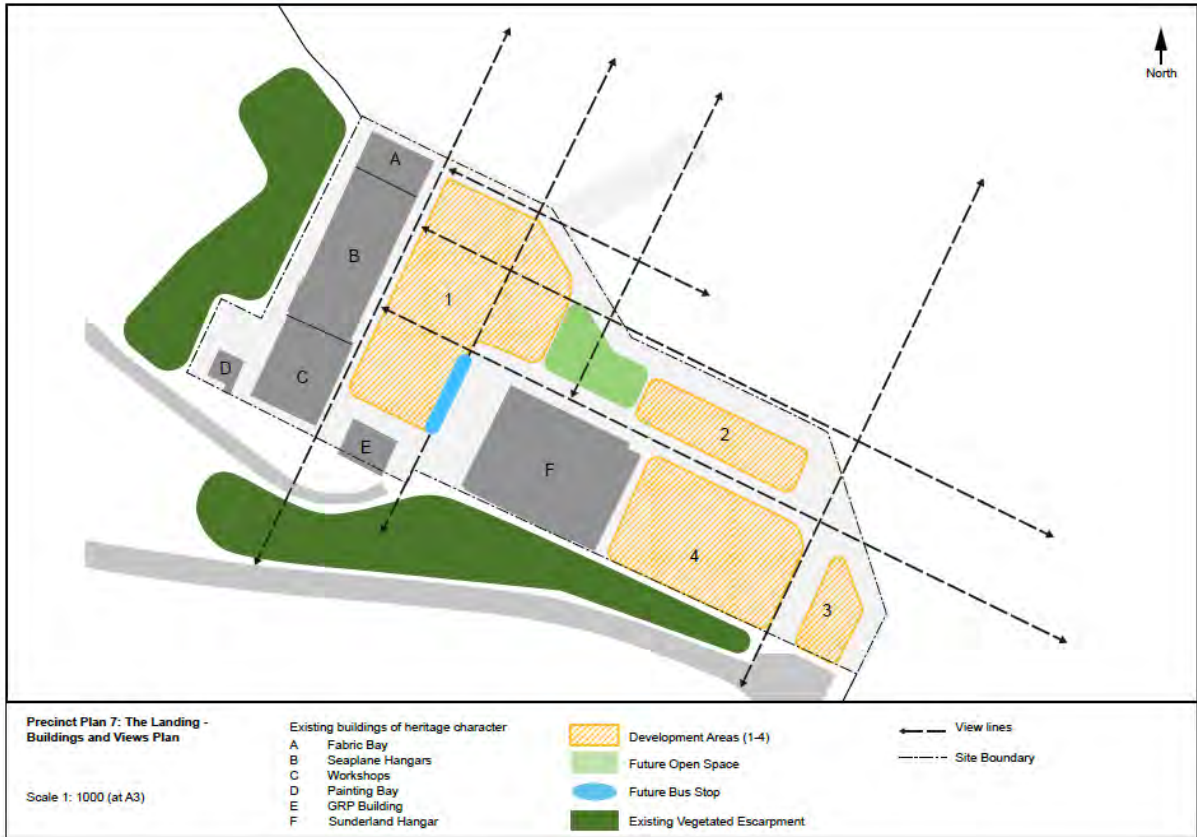 North
A
B
1
C
D
E
F
2
4
3
Precinct Plan 7: The Landing -
Buildings and Views Plan
Scale 1: 1000 (at A3)
Existing buildings of heritage character
A Fabric Bay
B Seaplane Hangars
C Workshops
D Painting Bay
E GRP Building
F Sunderland Hangar
Development Areas (1-4)
Future Open Space
Future Bus Stop
Existing Vegetated Escarpment
View lines
Site Boundary